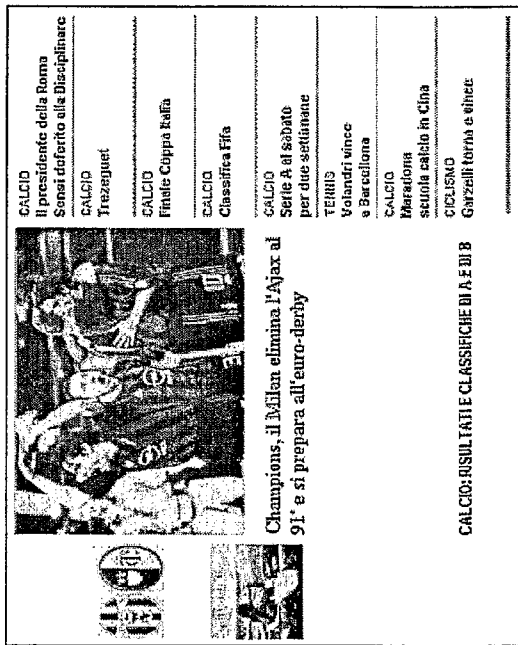 CALCIO
Il presidente della Roma
Sensi deferito alla Disciplinare
CALCIO
Trezeguet
CALCIO
Finale Coppa Italia
CALCIO
Classifica Fifa
CALCIO
Serie A al sabato
per due settimane
TENNIS
Volandri vince
a Barcellona
CALCIO
Maradona
scuola calcio in Cina
CICLISMO
Garzelli torna e vince
Champions, il Milan elimina l'Ajax al
91° e si prepara all'euro-derby
CALCIO: RISULTATI E CLASSIFICHE DI A E DI B